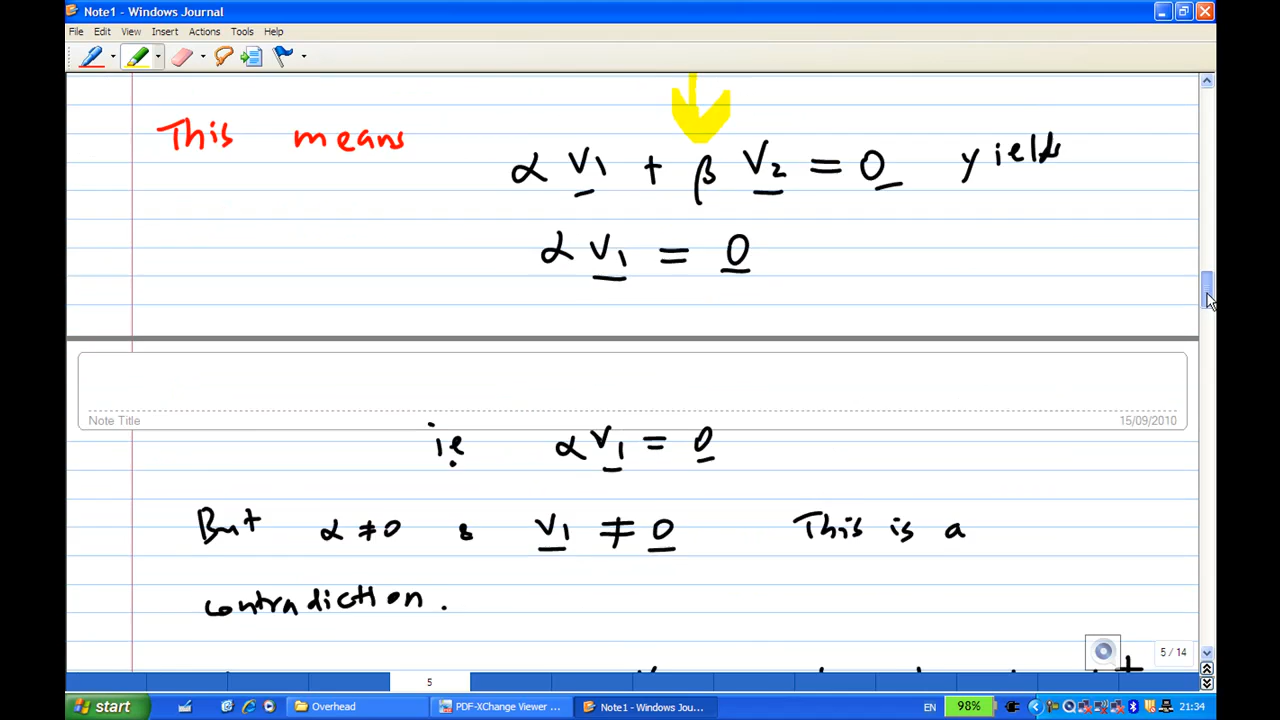 Note1 - Windows Journal
File Edit View Insert Actions Tools Help
This means
α v1 + β v2 = 0 yields
α v1 = 0
Note Title
15/09/2010
ie α v1 = 0
But α ≠ 0 & v1 ≠ 0 This is a
contradiction.
5 / 14
5
start Overhead PDF-XChange Viewer ... Note1 - Windows Jou... EN 98% 21:34